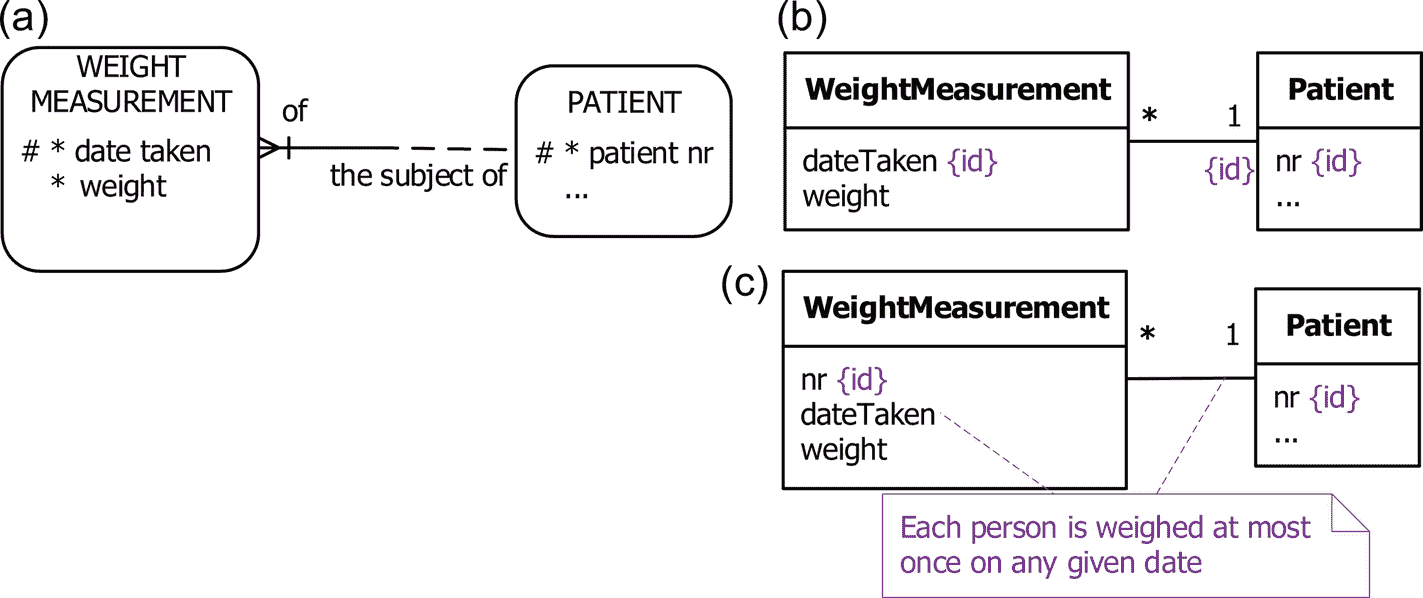 (a)
WEIGHT
MEASUREMENT
# * date taken
* weight
of
the subject of
PATIENT
# * patient nr
...
(b)
WeightMeasurement
dateTaken {id}
weight
* 1
{id}
Patient
nr {id}
...
(c)
WeightMeasurement
nr {id}
dateTaken
weight
* 1
Patient
nr {id}
...
Each person is weighed at most
once on any given date